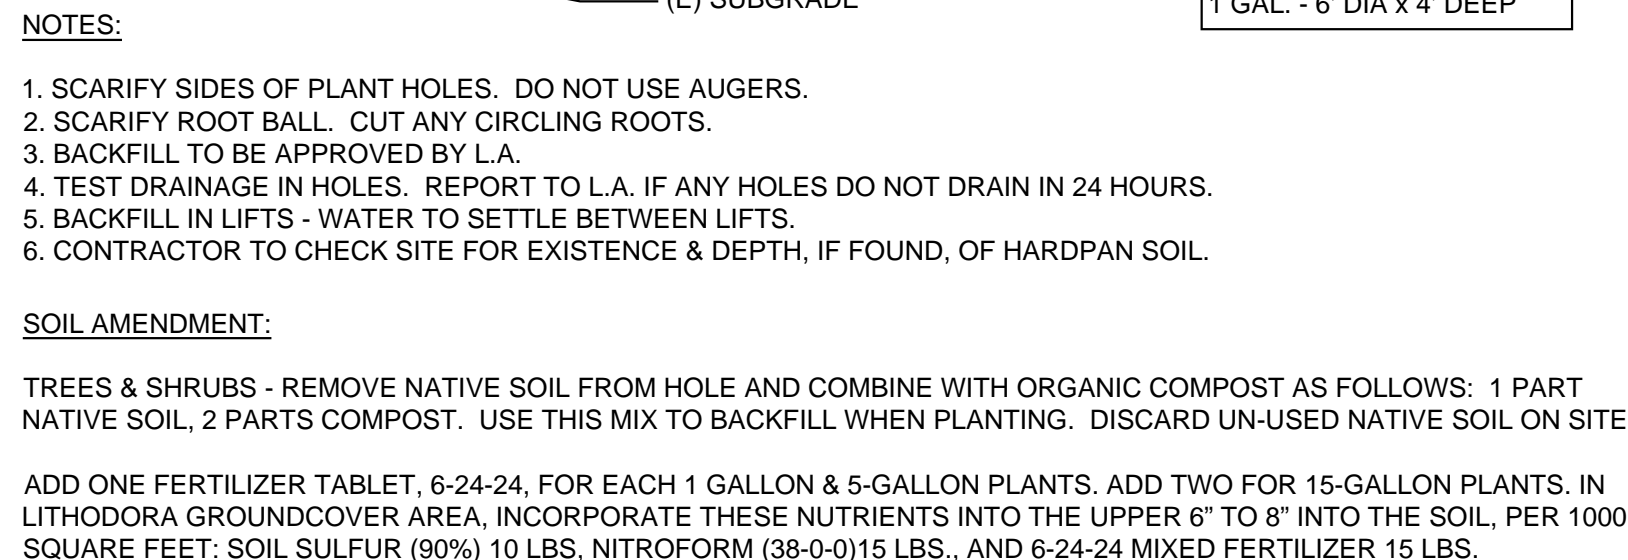 (E) SUBGRADE
1 GAL. - 6' DIA x 4' DEEP
NOTES:
1. SCARIFY SIDES OF PLANT HOLES.  DO NOT USE AUGERS.
2. SCARIFY ROOT BALL.  CUT ANY CIRCLING ROOTS.
3. BACKFILL TO BE APPROVED BY L.A.
4. TEST DRAINAGE IN HOLES.  REPORT TO L.A. IF ANY HOLES DO NOT DRAIN IN 24 HOURS.
5. BACKFILL IN LIFTS - WATER TO SETTLE BETWEEN LIFTS.
6. CONTRACTOR TO CHECK SITE FOR EXISTENCE & DEPTH, IF FOUND, OF HARDPAN SOIL.
SOIL AMENDMENT:
TREES & SHRUBS - REMOVE NATIVE SOIL FROM HOLE AND COMBINE WITH ORGANIC COMPOST AS FOLLOWS:  1 PART
NATIVE SOIL, 2 PARTS COMPOST.  USE THIS MIX TO BACKFILL WHEN PLANTING.  DISCARD UN-USED NATIVE SOIL ON SITE
ADD ONE FERTILIZER TABLET, 6-24-24, FOR EACH 1 GALLON & 5-GALLON PLANTS. ADD TWO FOR 15-GALLON PLANTS. IN
LITHODORA GROUNDCOVER AREA, INCORPORATE THESE NUTRIENTS INTO THE UPPER 6” TO 8” INTO THE SOIL, PER 1000
SQUARE FEET: SOIL SULFUR (90%) 10 LBS, NITROFORM (38-0-0)15 LBS., AND 6-24-24 MIXED FERTILIZER 15 LBS.